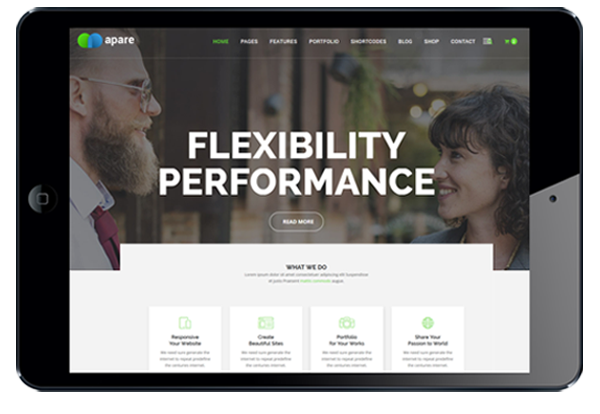 apare
HOME PAGES FEATURES PORTFOLIO SHORTCODES BLOG SHOP CONTACT 0
FLEXIBILITY
PERFORMANCE
READ MORE
WHAT WE DO
Lorem ipsum dolor sit amet consectetuer adipiscing
et justo Praesent mattis commodo augue
Responsive
Your Website
We need sure generate the
internet to repeat predefine
the centuries internet
Create
Beautiful Sites
We need sure generate the
internet to repeat predefine
the centuries internet
Portfolio
for Your Works
We need sure generate the
internet to repeat predefine
the centuries internet
Share Your
Passion to World!
We need sure generate the
internet to repeat predefine
the centuries internet